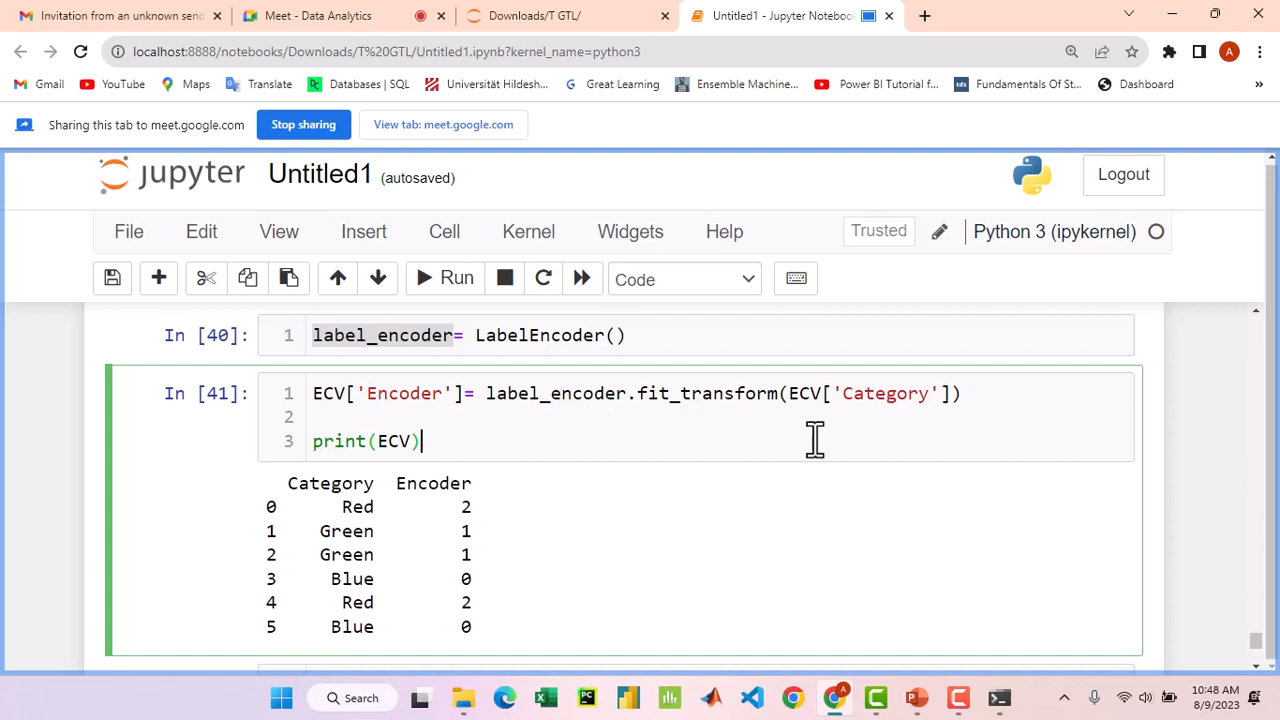 Invitation from an unknown send
Meet - Data Analytics
Downloads/T GTL/
Untitled1 - Jupyter Notebook
localhost:8888/notebooks/Downloads/T%20GTL/Untitled1.ipynb?kernel_name=python3
A
Gmail
YouTube
Maps
Translate
Databases | SQL
Universität Hildesh...
Great Learning
Ensemble Machine...
Power BI Tutorial f...
Fundamentals Of St...
Dashboard
»
Sharing this tab to meet.google.com
Stop sharing
View tab: meet.google.com
jupyter Untitled1 (autosaved)
Logout
File Edit View Insert Cell Kernel Widgets Help
Trusted
Python 3 (ipykernel)
Run
Code
In [40]: 1 label_encoder= LabelEncoder()
In [41]: 1 ECV['Encoder']= label_encoder.fit_transform(ECV['Category'])
2
3 print(ECV)
Category Encoder
0 Red 2
1 Green 1
2 Green 1
3 Blue 0
4 Red 2
5 Blue 0
Search
10:48 AM
8/9/2023